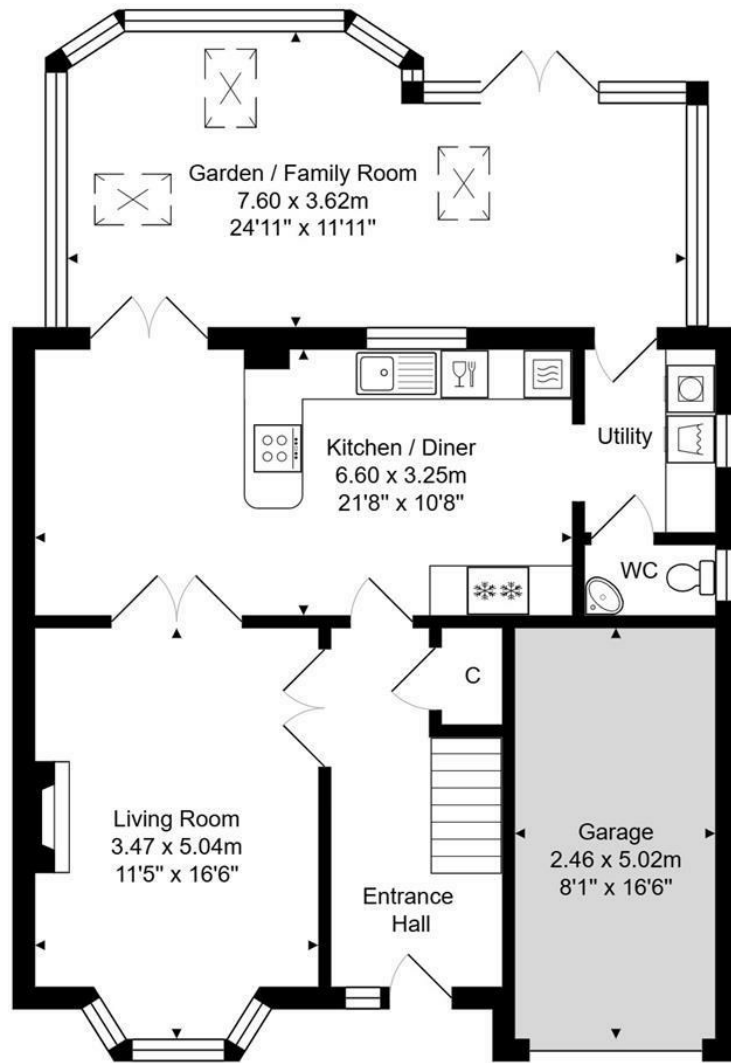 Garden / Family Room
7.60 x 3.62m
24'11" x 11'11"
Kitchen / Diner
6.60 x 3.25m
21'8" x 10'8"
Utility
WC
C
Living Room
3.47 x 5.04m
11'5" x 16'6"
Entrance
Hall
Garage
2.46 x 5.02m
8'1" x 16'6"